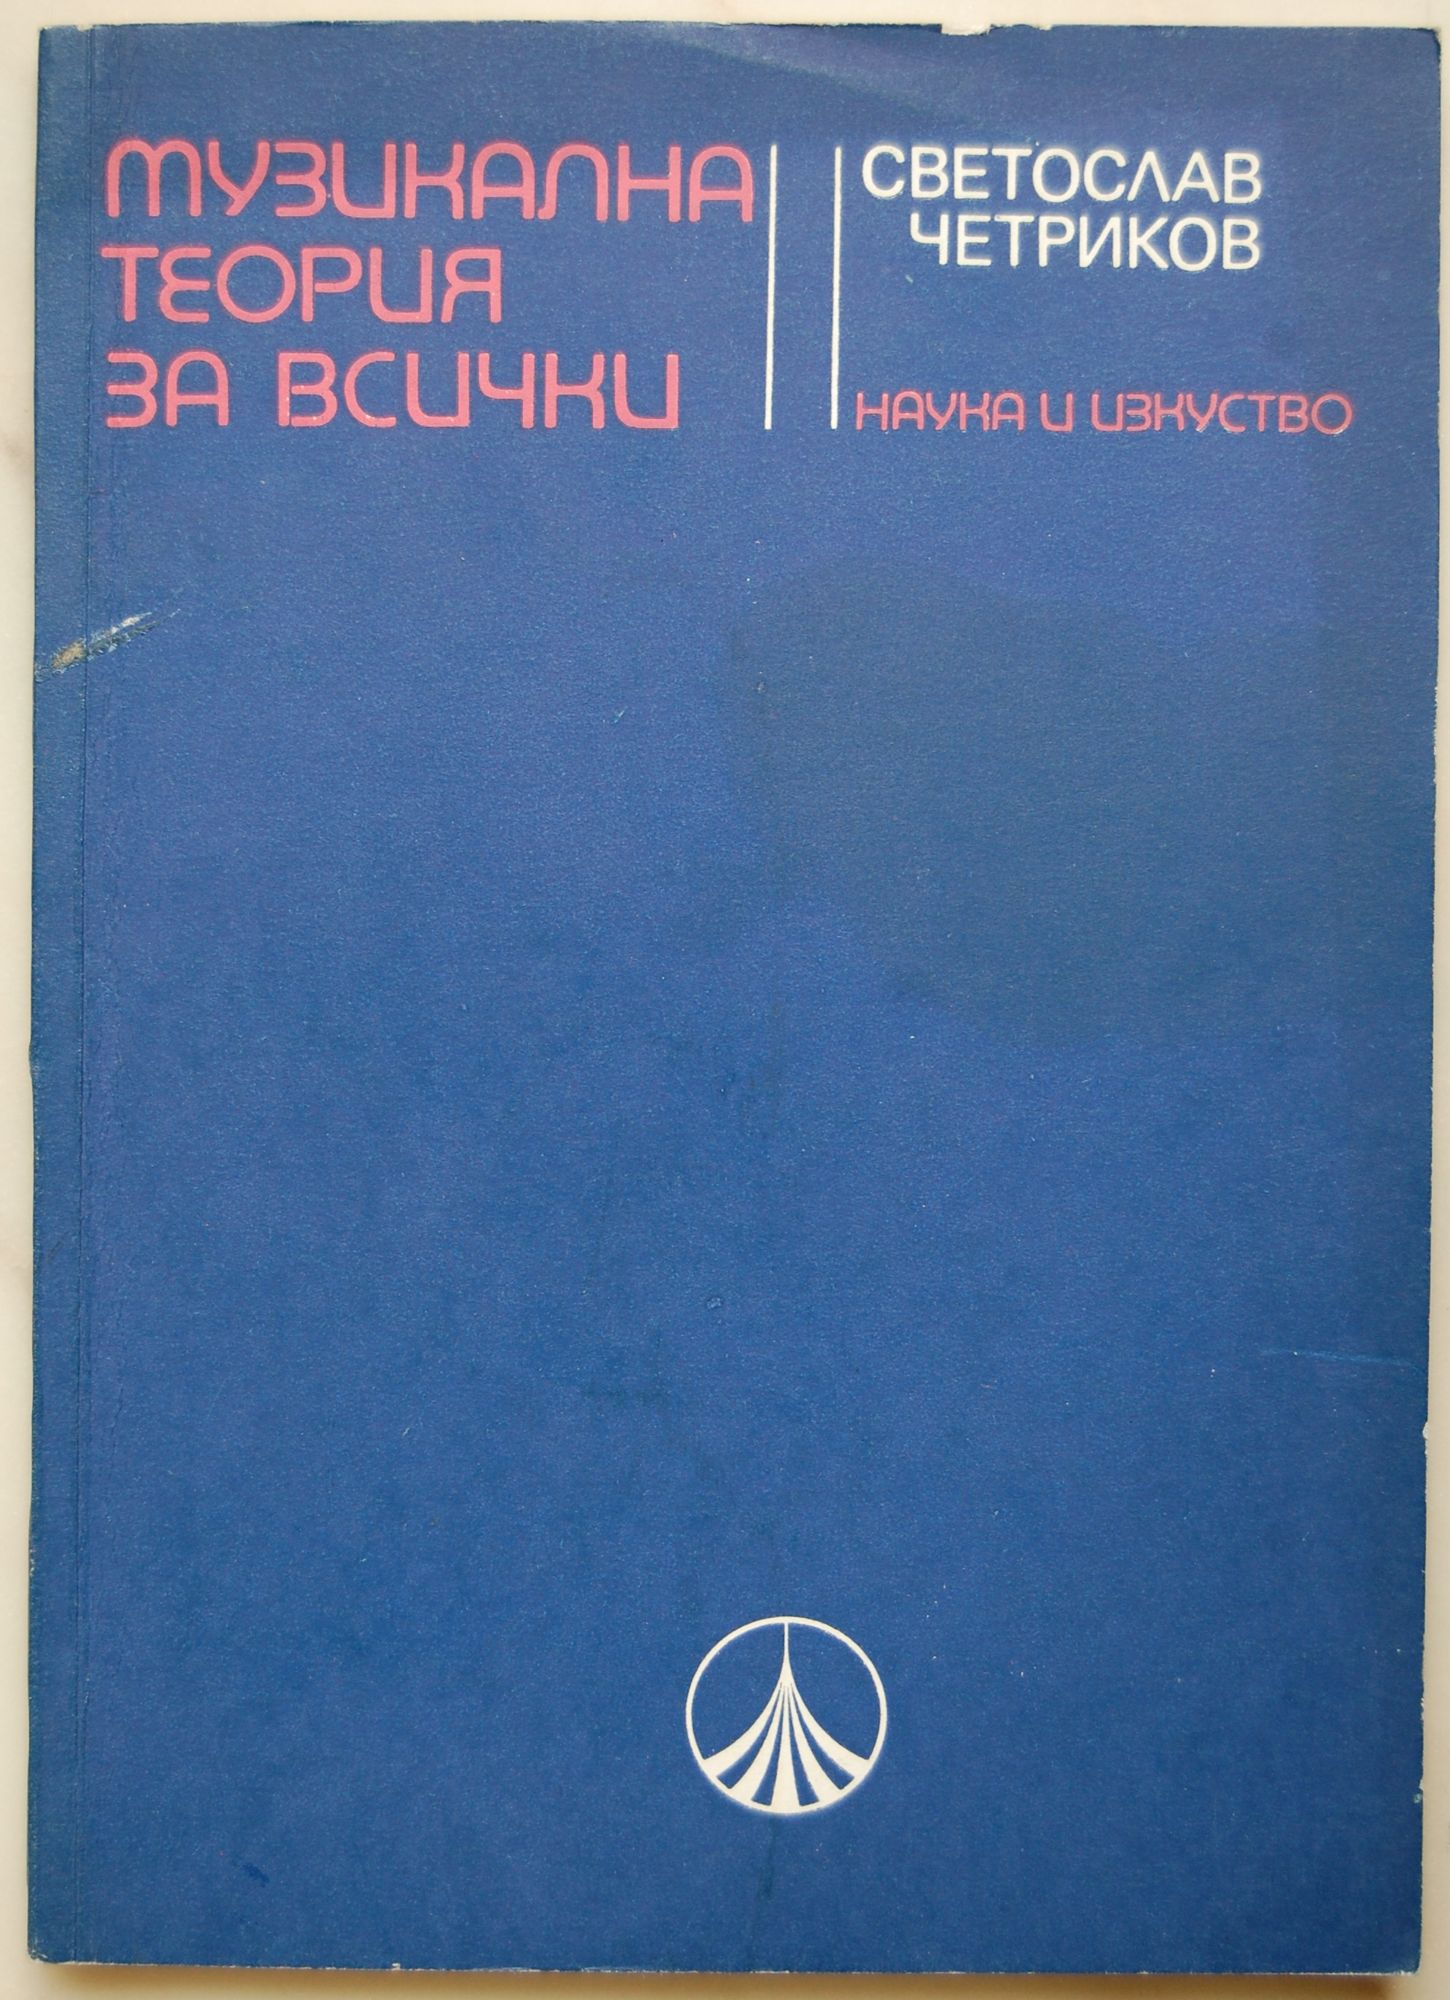 МУЗИКАЛНА
ТЕОРИЯ
ЗА ВСИЧКИ
СВЕТОСЛАВ
ЧЕТРИКОВ
НАУКА И ИЗКУСТВО